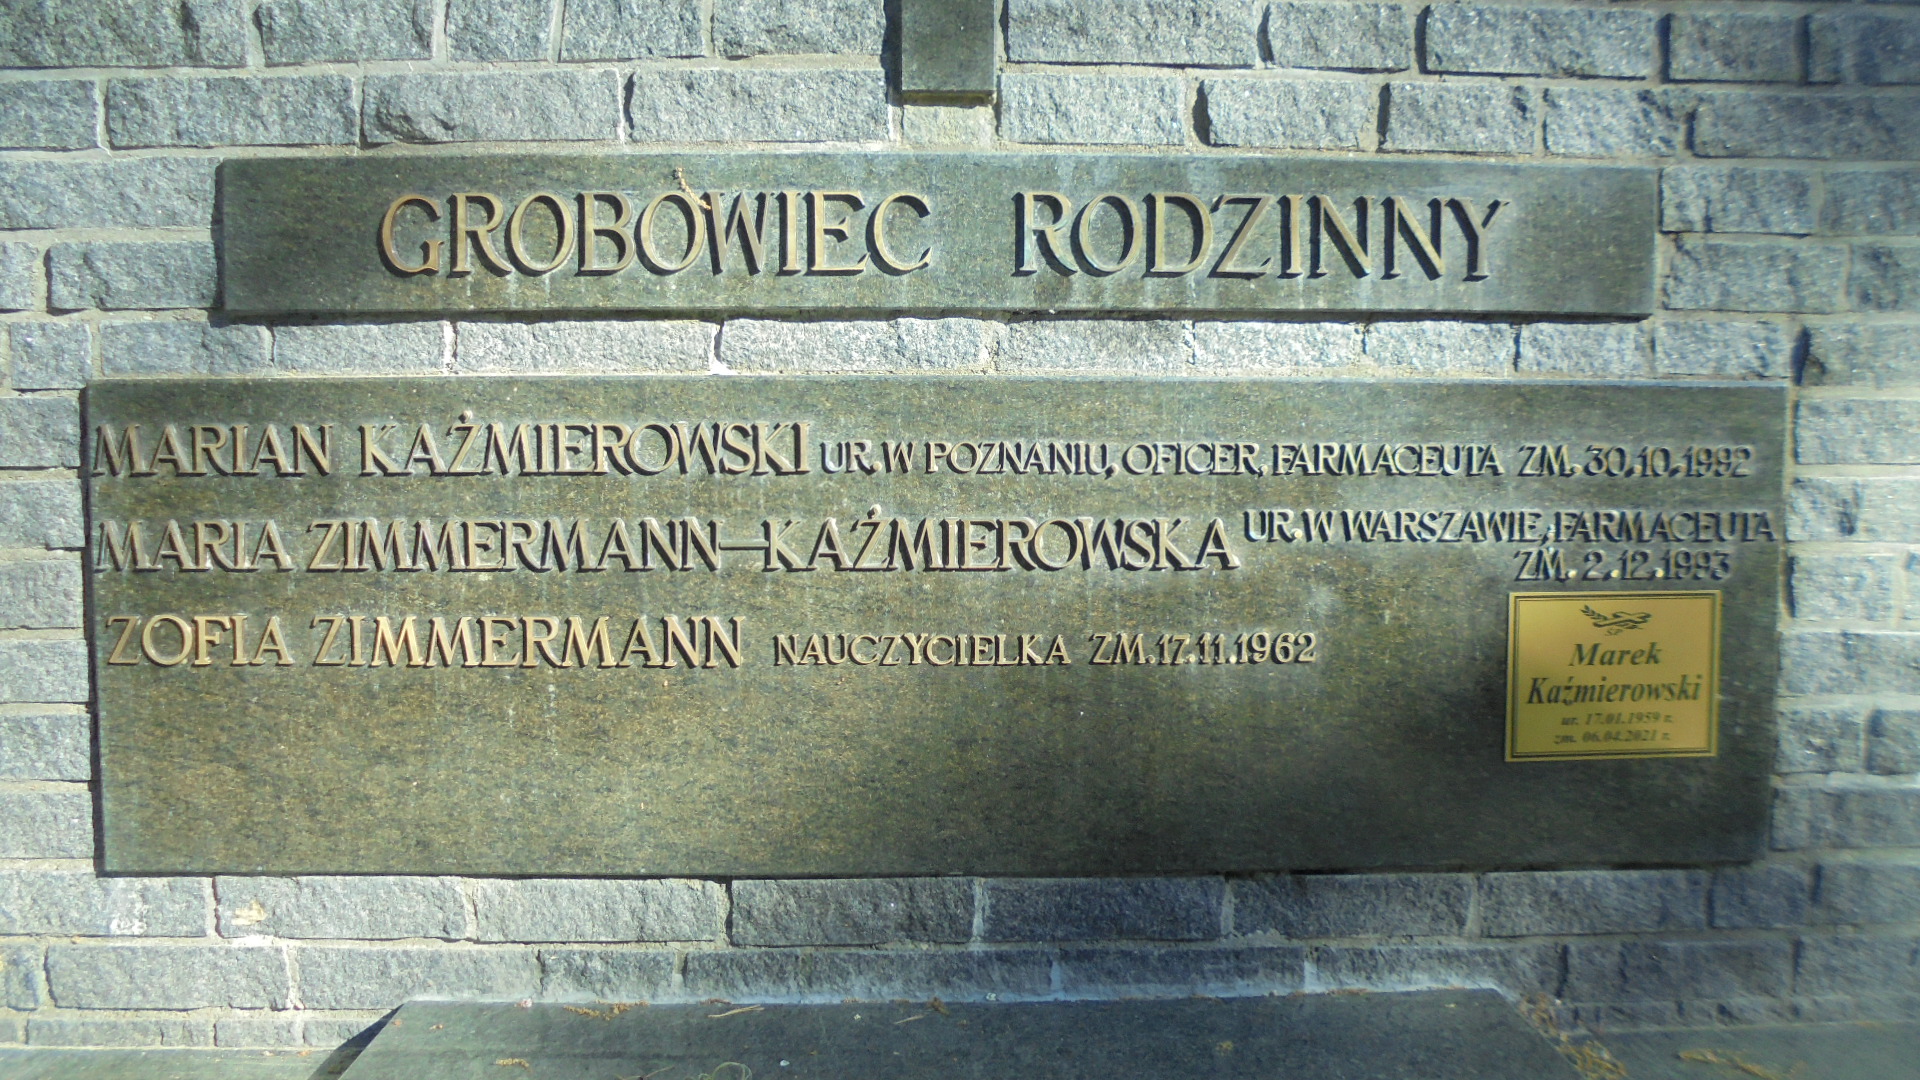 GROBOWIEC RODZINNY
MARIAN KAŹMIEROWSKI UR. W POZNANIU, OFICER, FARMACEUTA ZM. 30.10.1992
MARIA ZIMMERMANN-KAŹMIEROWSKA UR. W WARSZAWIE, FARMACEUTA
ZM. 2.12.1993
ZOFIA ZIMMERMANN NAUCZYCIELKA ZM. 17.11.1962
ŚP
Marek
Kaźmierowski
ur. 17.01.1959 r.
zm. 06.04.2021 r.